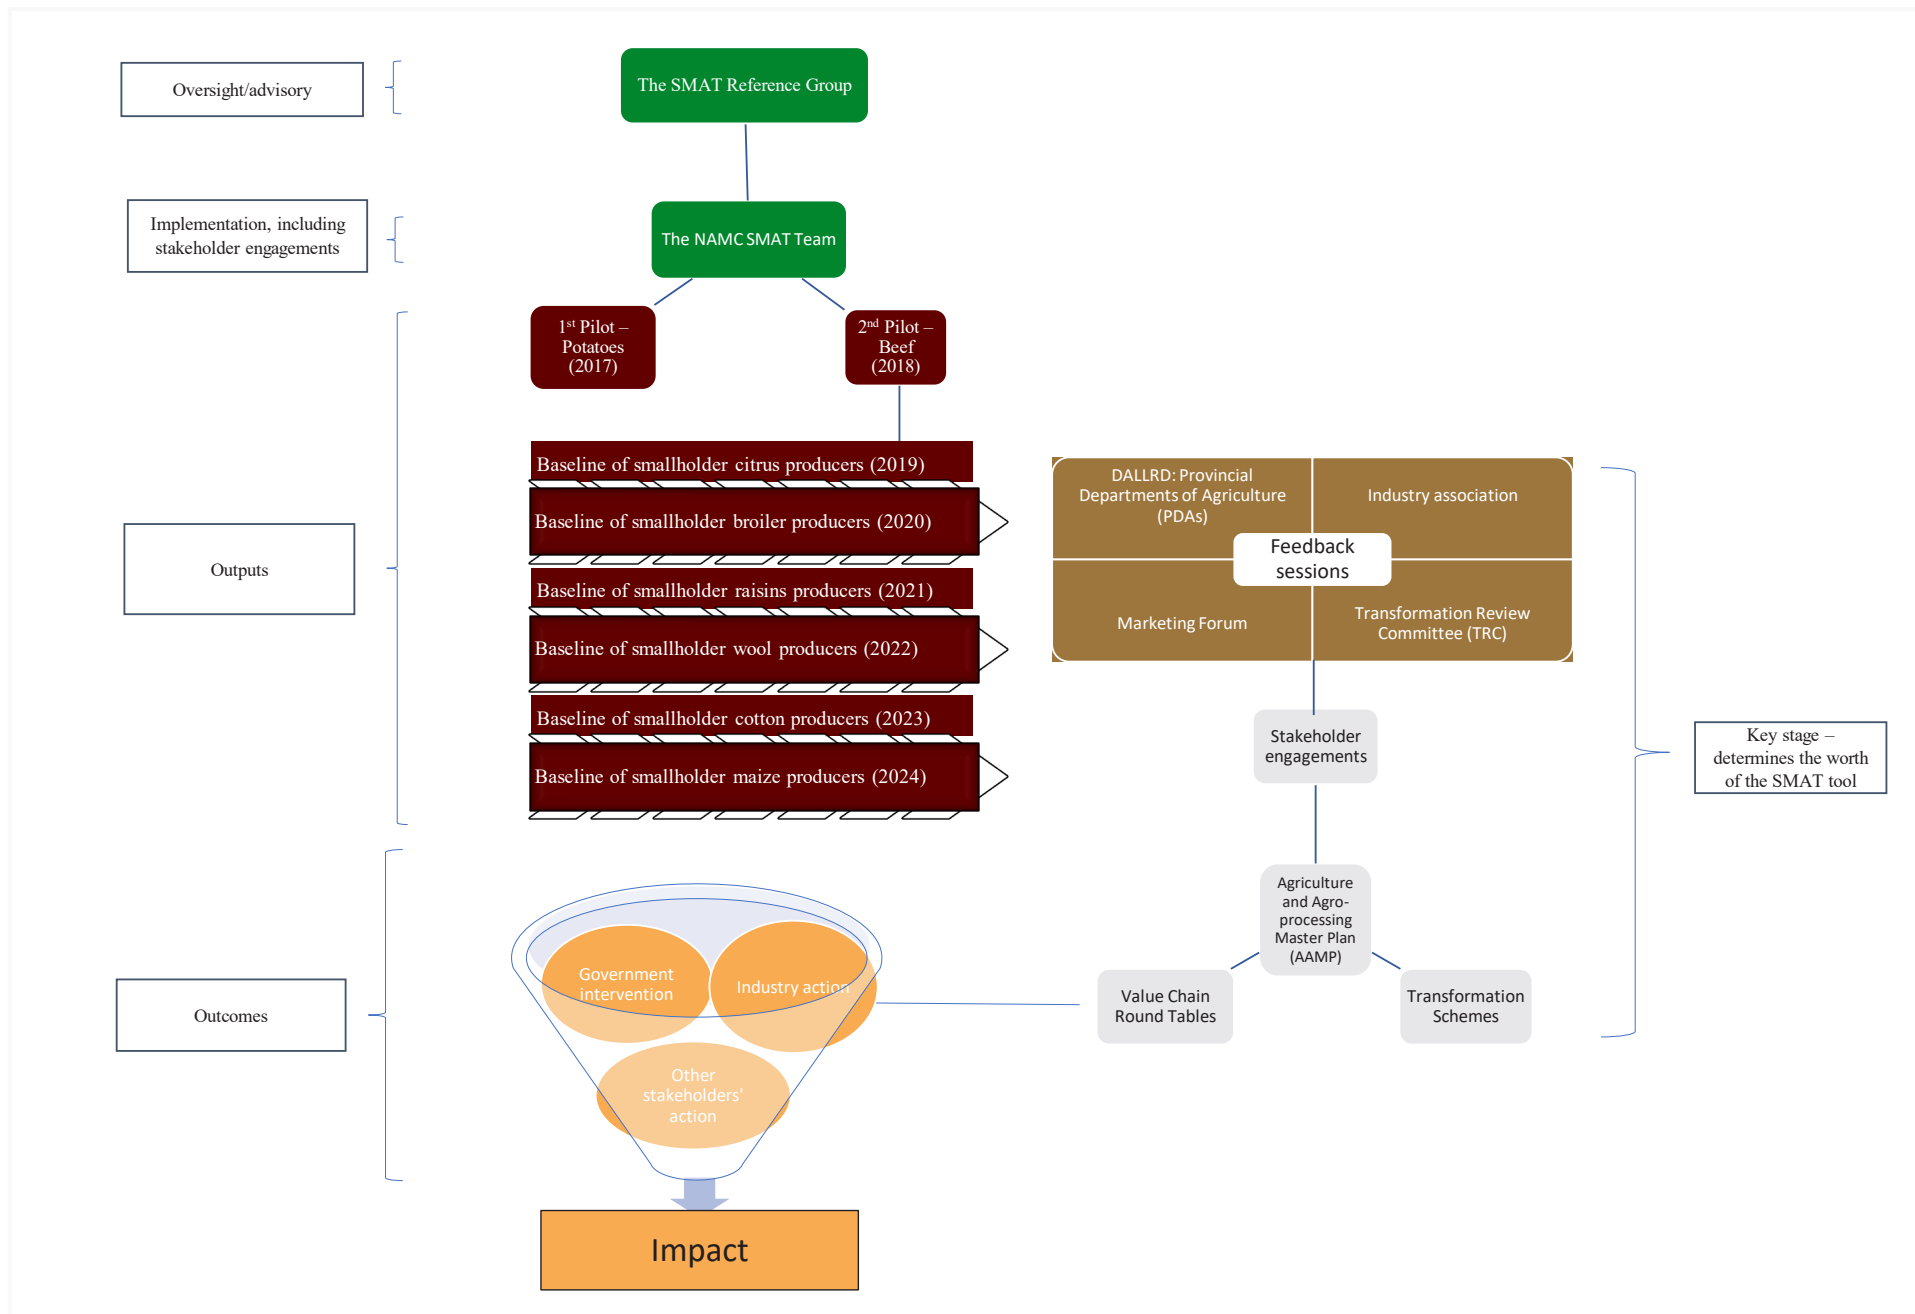 Oversight/advisory
The SMAT Reference Group
Implementation, including
stakeholder engagements
The NAMC SMAT Team
1st Pilot –
Potatoes
(2017)
2nd Pilot –
Beef
(2018)
Outputs
Baseline of smallholder citrus producers (2019)
Baseline of smallholder broiler producers (2020)
Baseline of smallholder raisins producers (2021)
Baseline of smallholder wool producers (2022)
Baseline of smallholder cotton producers (2023)
Baseline of smallholder maize producers (2024)
DALLRD: Provincial
Departments of Agriculture
(PDAs)
Industry association
Feedback
sessions
Marketing Forum
Transformation Review
Committee (TRC)
Stakeholder
engagements
Key stage –
determines the worth
of the SMAT tool
Agriculture
and Agro-
processing
Master Plan
(AAMP)
Value Chain
Round Tables
Transformation
Schemes
Outcomes
Government
intervention
Industry action
Other
stakeholders'
action
Impact